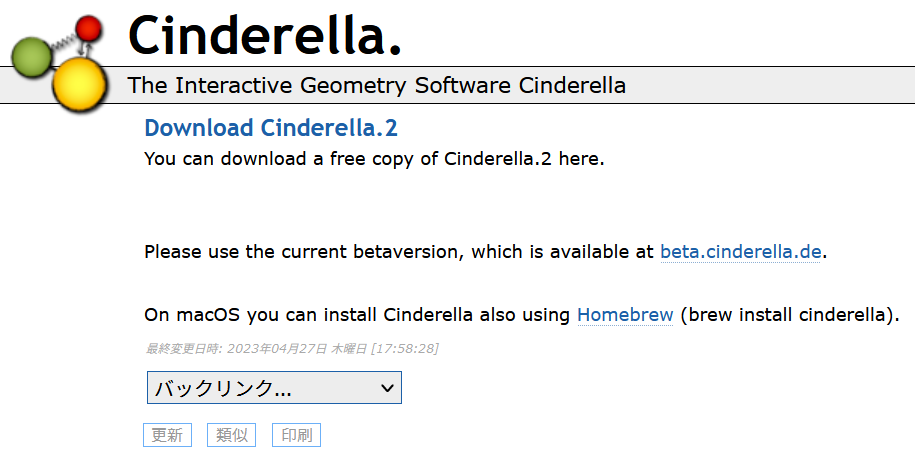 Cinderella.
The Interactive Geometry Software Cinderella
Download Cinderella.2
You can download a free copy of Cinderella.2 here.
Please use the current betaversion, which is available at beta.cinderella.de.
On macOS you can install Cinderella also using Homebrew (brew install cinderella).
最終変更日時: 2023年04月27日 木曜日 [17:58:28]
バックリンク...
更新 類似 印刷